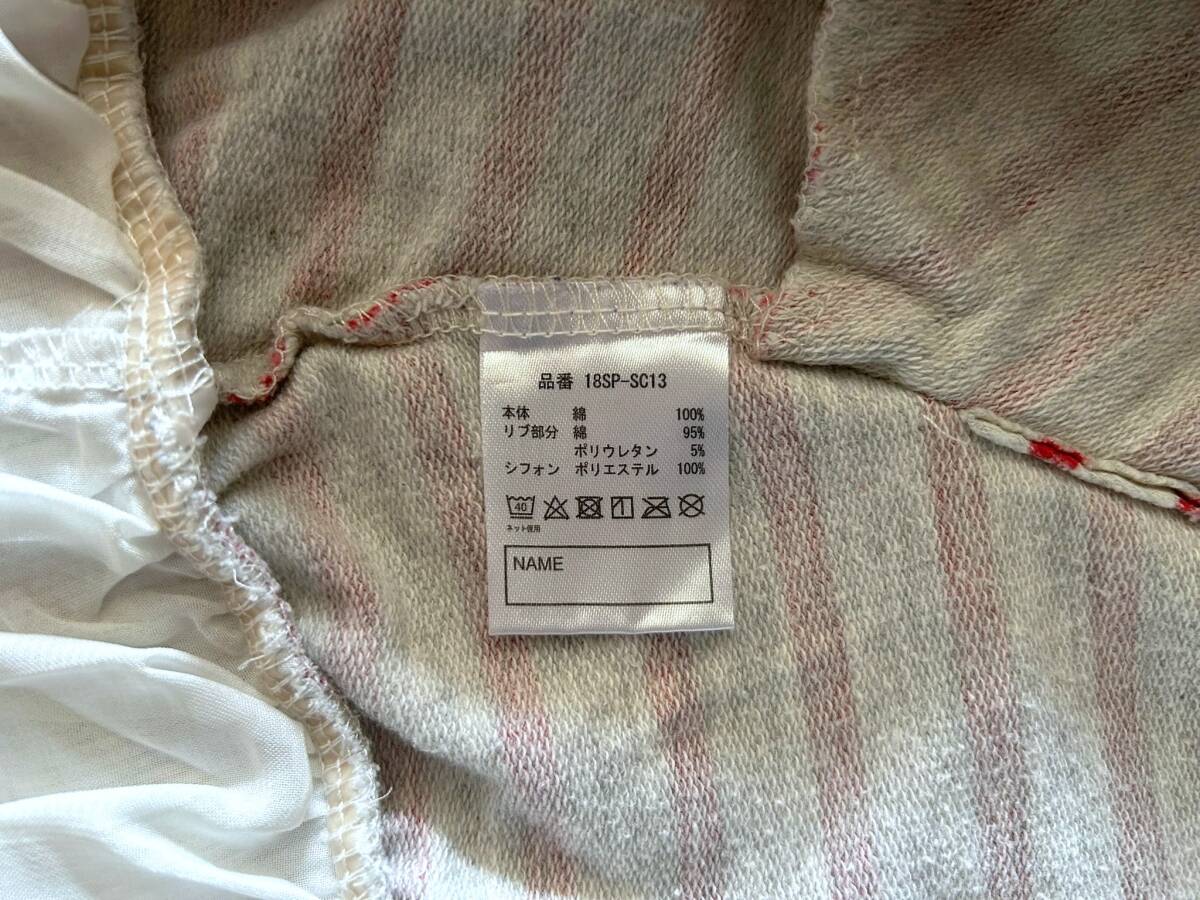 品番 18SP-SC13
本体 綿 100%
リブ部分 綿 95%
ポリウレタン 5%
シフォン ポリエステル 100%
40
ネット使用
NAME